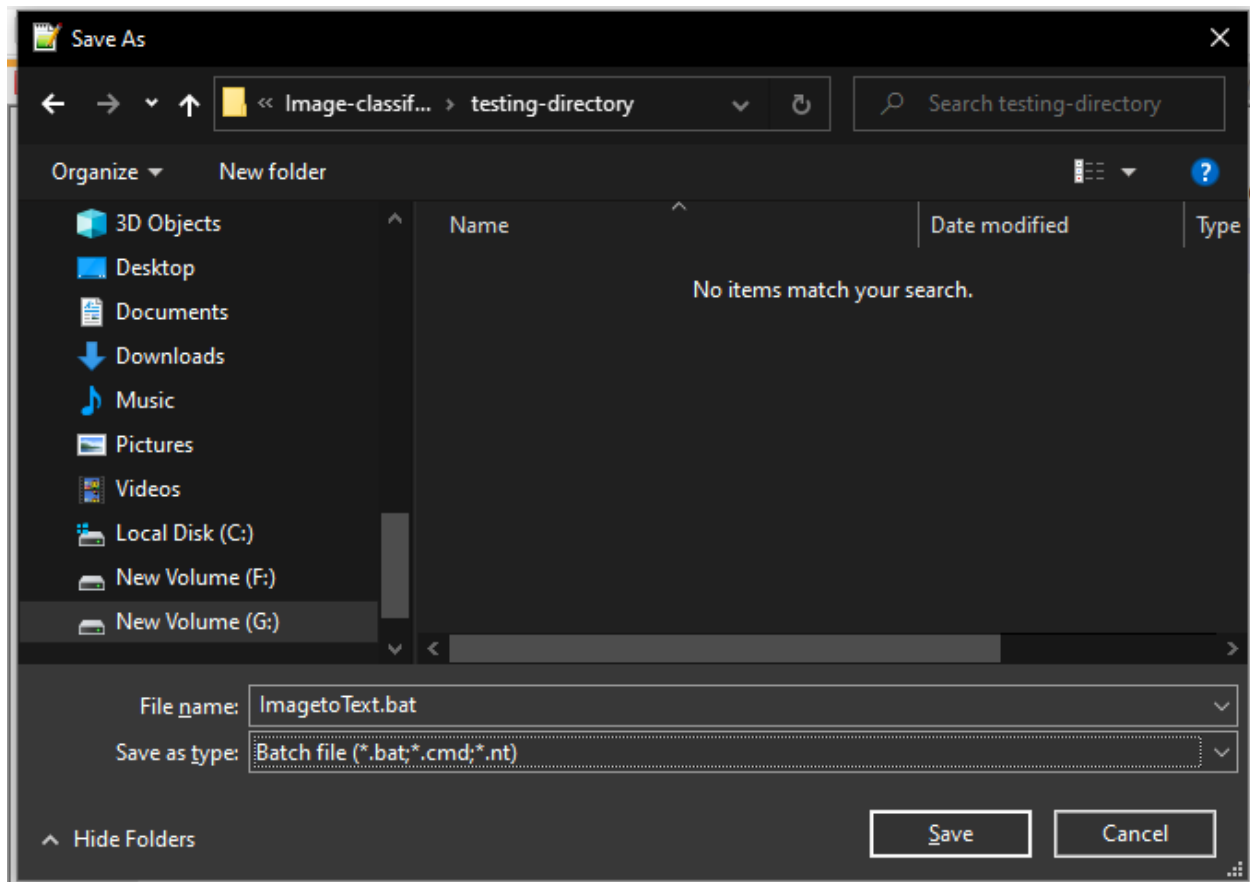 Save As
« Image-classif... › testing-directory
Search testing-directory
Organize
New folder
3D Objects
Desktop
Documents
Downloads
Music
Pictures
Videos
Local Disk (C:)
New Volume (F:)
New Volume (G:)
Name
Date modified
Type
No items match your search.
File name: ImagetoText.bat
Save as type: Batch file (*.bat;*.cmd;*.nt)
Hide Folders
Save
Cancel